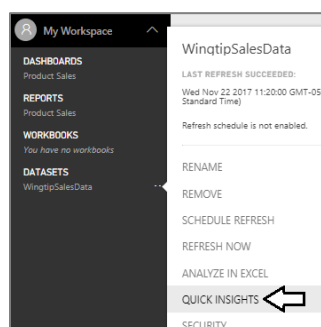 My Workspace
DASHBOARDS
Product Sales
REPORTS
Product Sales
WORKBOOKS
You have no workbooks
DATASETS
WingtipSalesData
WingtipSalesData
LAST REFRESH SUCCEEDED:
Wed Nov 22 2017 11:20:00 GMT-05
Standard Time)
Refresh schedule is not enabled.
RENAME
REMOVE
SCHEDULE REFRESH
REFRESH NOW
ANALYZE IN EXCEL
QUICK INSIGHTS
SECURITY